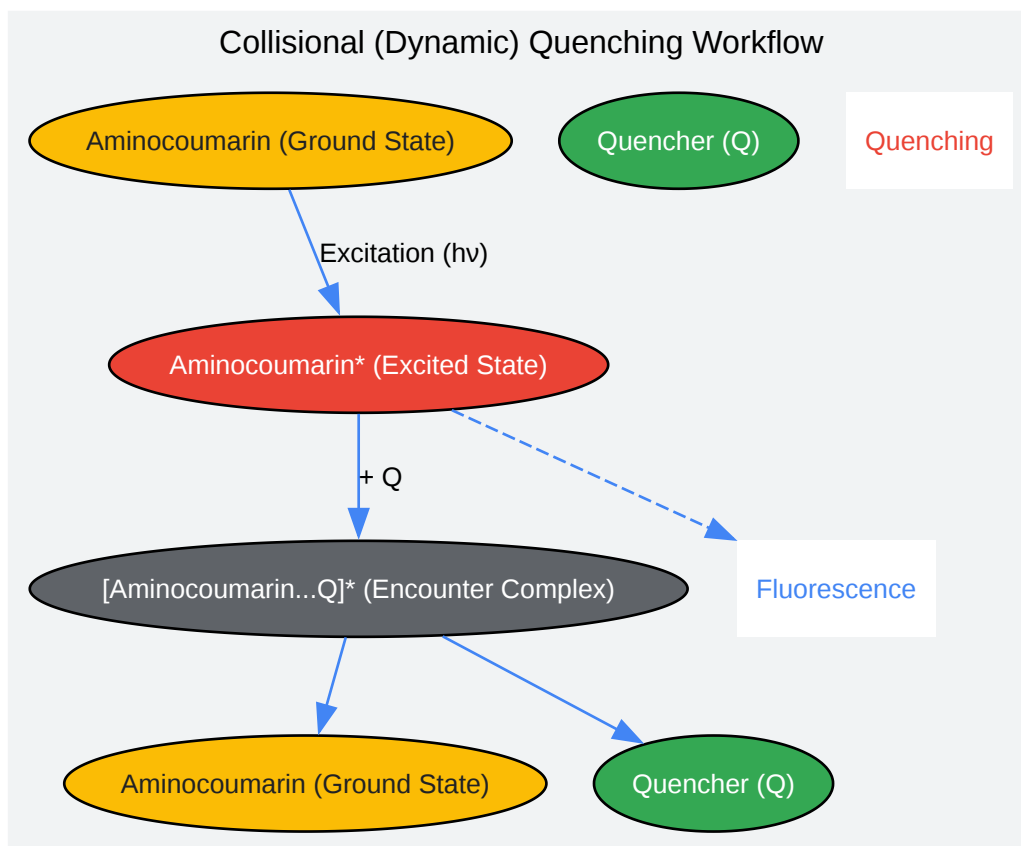 Collisional (Dynamic) Quenching Workflow
Aminocoumarin (Ground State)
Quencher (Q)
Quenching
Excitation (hν)
Aminocoumarin* (Excited State)
+ Q
[Aminocoumarin...Q]* (Encounter Complex)
Fluorescence
Aminocoumarin (Ground State)
Quencher (Q)